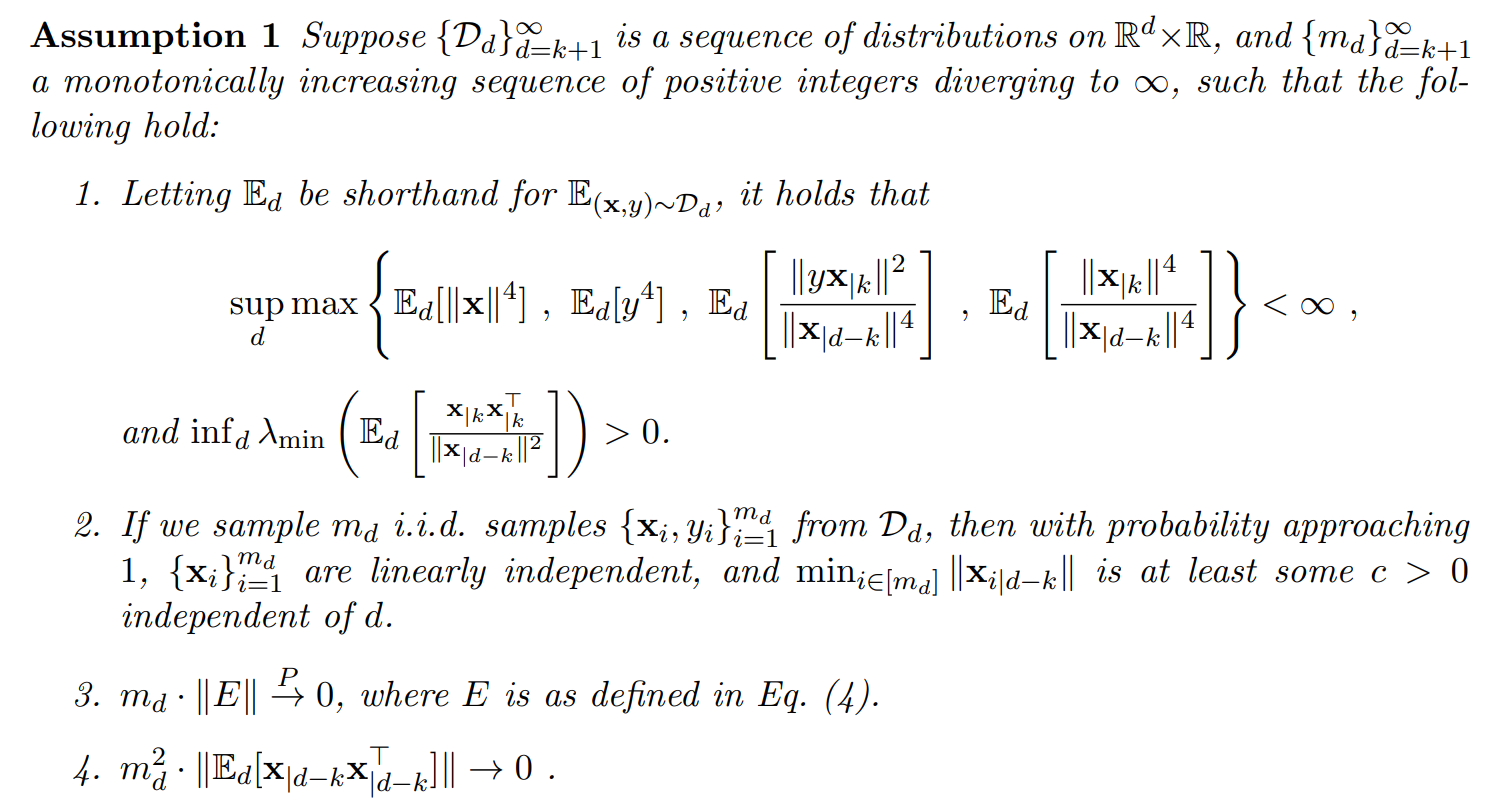 Assumption 1 Suppose $\{\mathcal{D}_d\}_{d=k+1}^{\infty}$ is a sequence of distributions on $\mathbb{R}^d \times \mathbb{R}$, and $\{m_d\}_{d=k+1}^{\infty}$
a monotonically increasing sequence of positive integers diverging to $\infty$, such that the fol-
lowing hold:
1. Letting $\mathbb{E}_d$ be shorthand for $\mathbb{E}_{(\mathbf{x},y)\sim\mathcal{D}_d}$, it holds that
$\sup_d \max \left\{ \mathbb{E}_d[\|\mathbf{x}\|^4] , \mathbb{E}_d[y^4] , \mathbb{E}_d\left[\frac{\|y\mathbf{x}_{|k}\|^2}{\|\mathbf{x}_{|d-k}\|^4}\right] , \mathbb{E}_d\left[\frac{\|\mathbf{x}_{|k}\|^4}{\|\mathbf{x}_{|d-k}\|^4}\right] \right\} < \infty ,$
and $\inf_d \lambda_{\min}\left(\mathbb{E}_d\left[\frac{\mathbf{x}_{|k}\mathbf{x}_{|k}^\top}{\|\mathbf{x}_{|d-k}\|^2}\right]\right) > 0.$
2. If we sample $m_d$ i.i.d. samples $\{\mathbf{x}_i, y_i\}_{i=1}^{m_d}$ from $\mathcal{D}_d$, then with probability approaching
1, $\{\mathbf{x}_i\}_{i=1}^{m_d}$ are linearly independent, and $\min_{i\in[m_d]} \|\mathbf{x}_{i|d-k}\|$ is at least some $c > 0$
independent of $d$.
3. $m_d \cdot \|E\| \xrightarrow{P} 0$, where $E$ is as defined in Eq. (4).
4. $m_d^2 \cdot \|\mathbb{E}_d[\mathbf{x}_{|d-k}\mathbf{x}_{|d-k}^\top]\| \to 0$ .